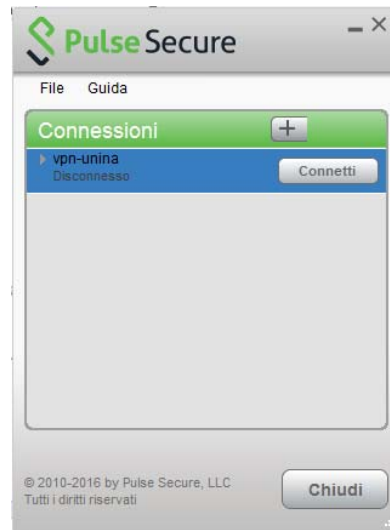 Pulse Secure
File Guida
Connessioni
vpn-unina
Connetti
Disconnesso
© 2010-2016 by Pulse Secure, LLC
Tutti i diritti riservati
Chiudi